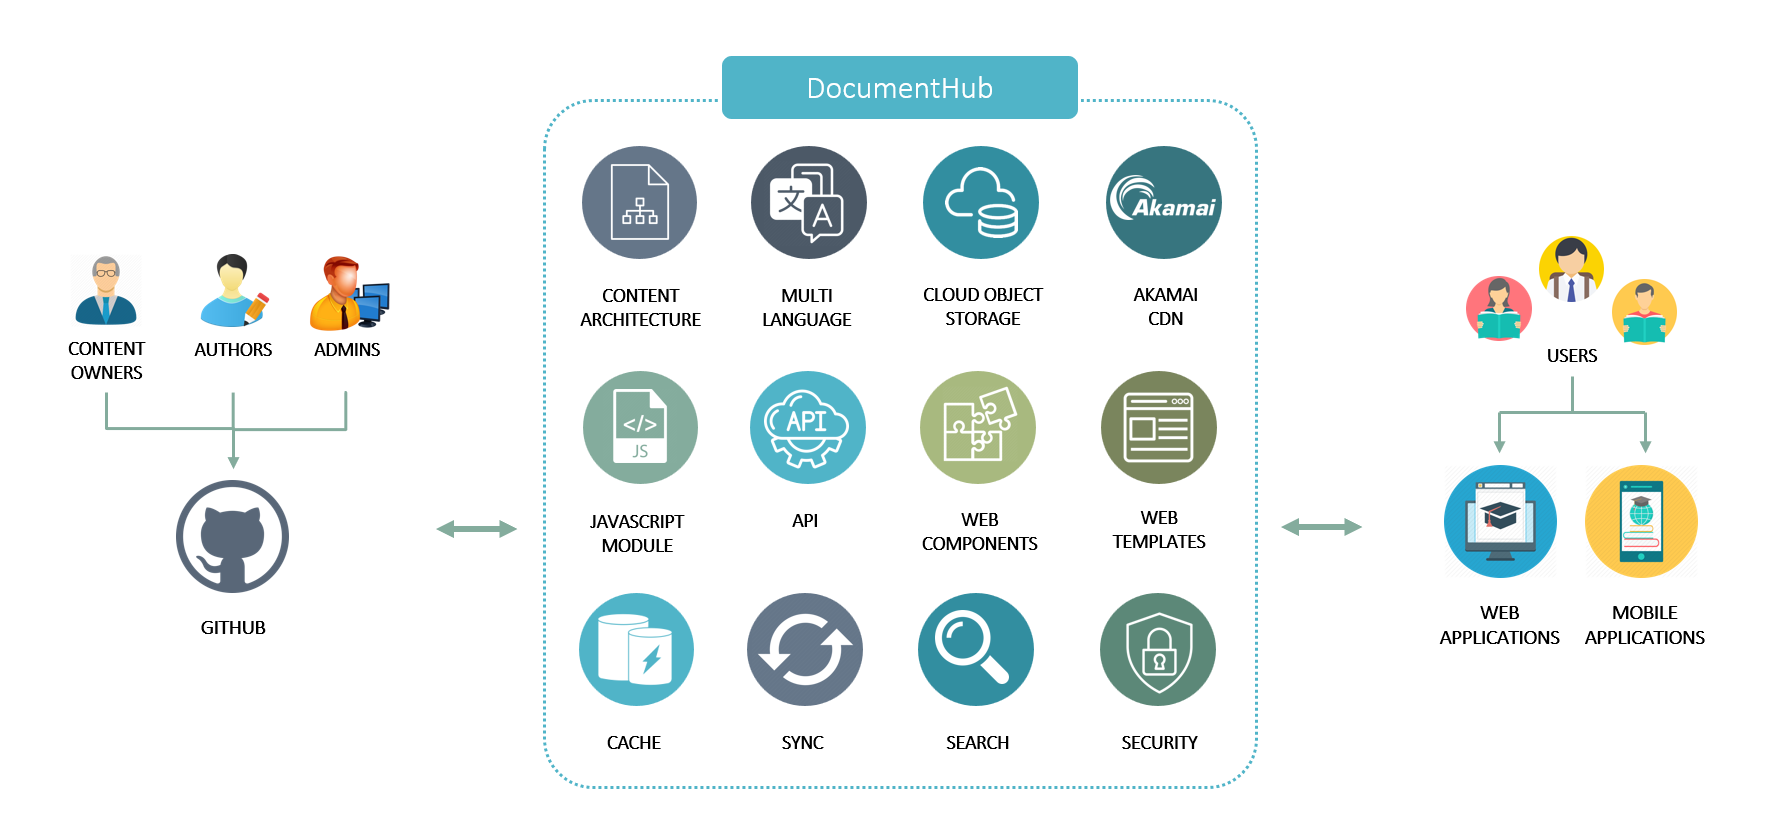 DocumentHub
CONTENT
OWNERS
AUTHORS
ADMINS
GITHUB
文
A
Akamai
CONTENT
ARCHITECTURE
MULTI
LANGUAGE
CLOUD OBJECT
STORAGE
AKAMAI
CDN
</>
JS
API
JAVASCRIPT
MODULE
API
WEB
COMPONENTS
WEB
TEMPLATES
CACHE
SYNC
SEARCH
SECURITY
USERS
WEB
APPLICATIONS
MOBILE
APPLICATIONS